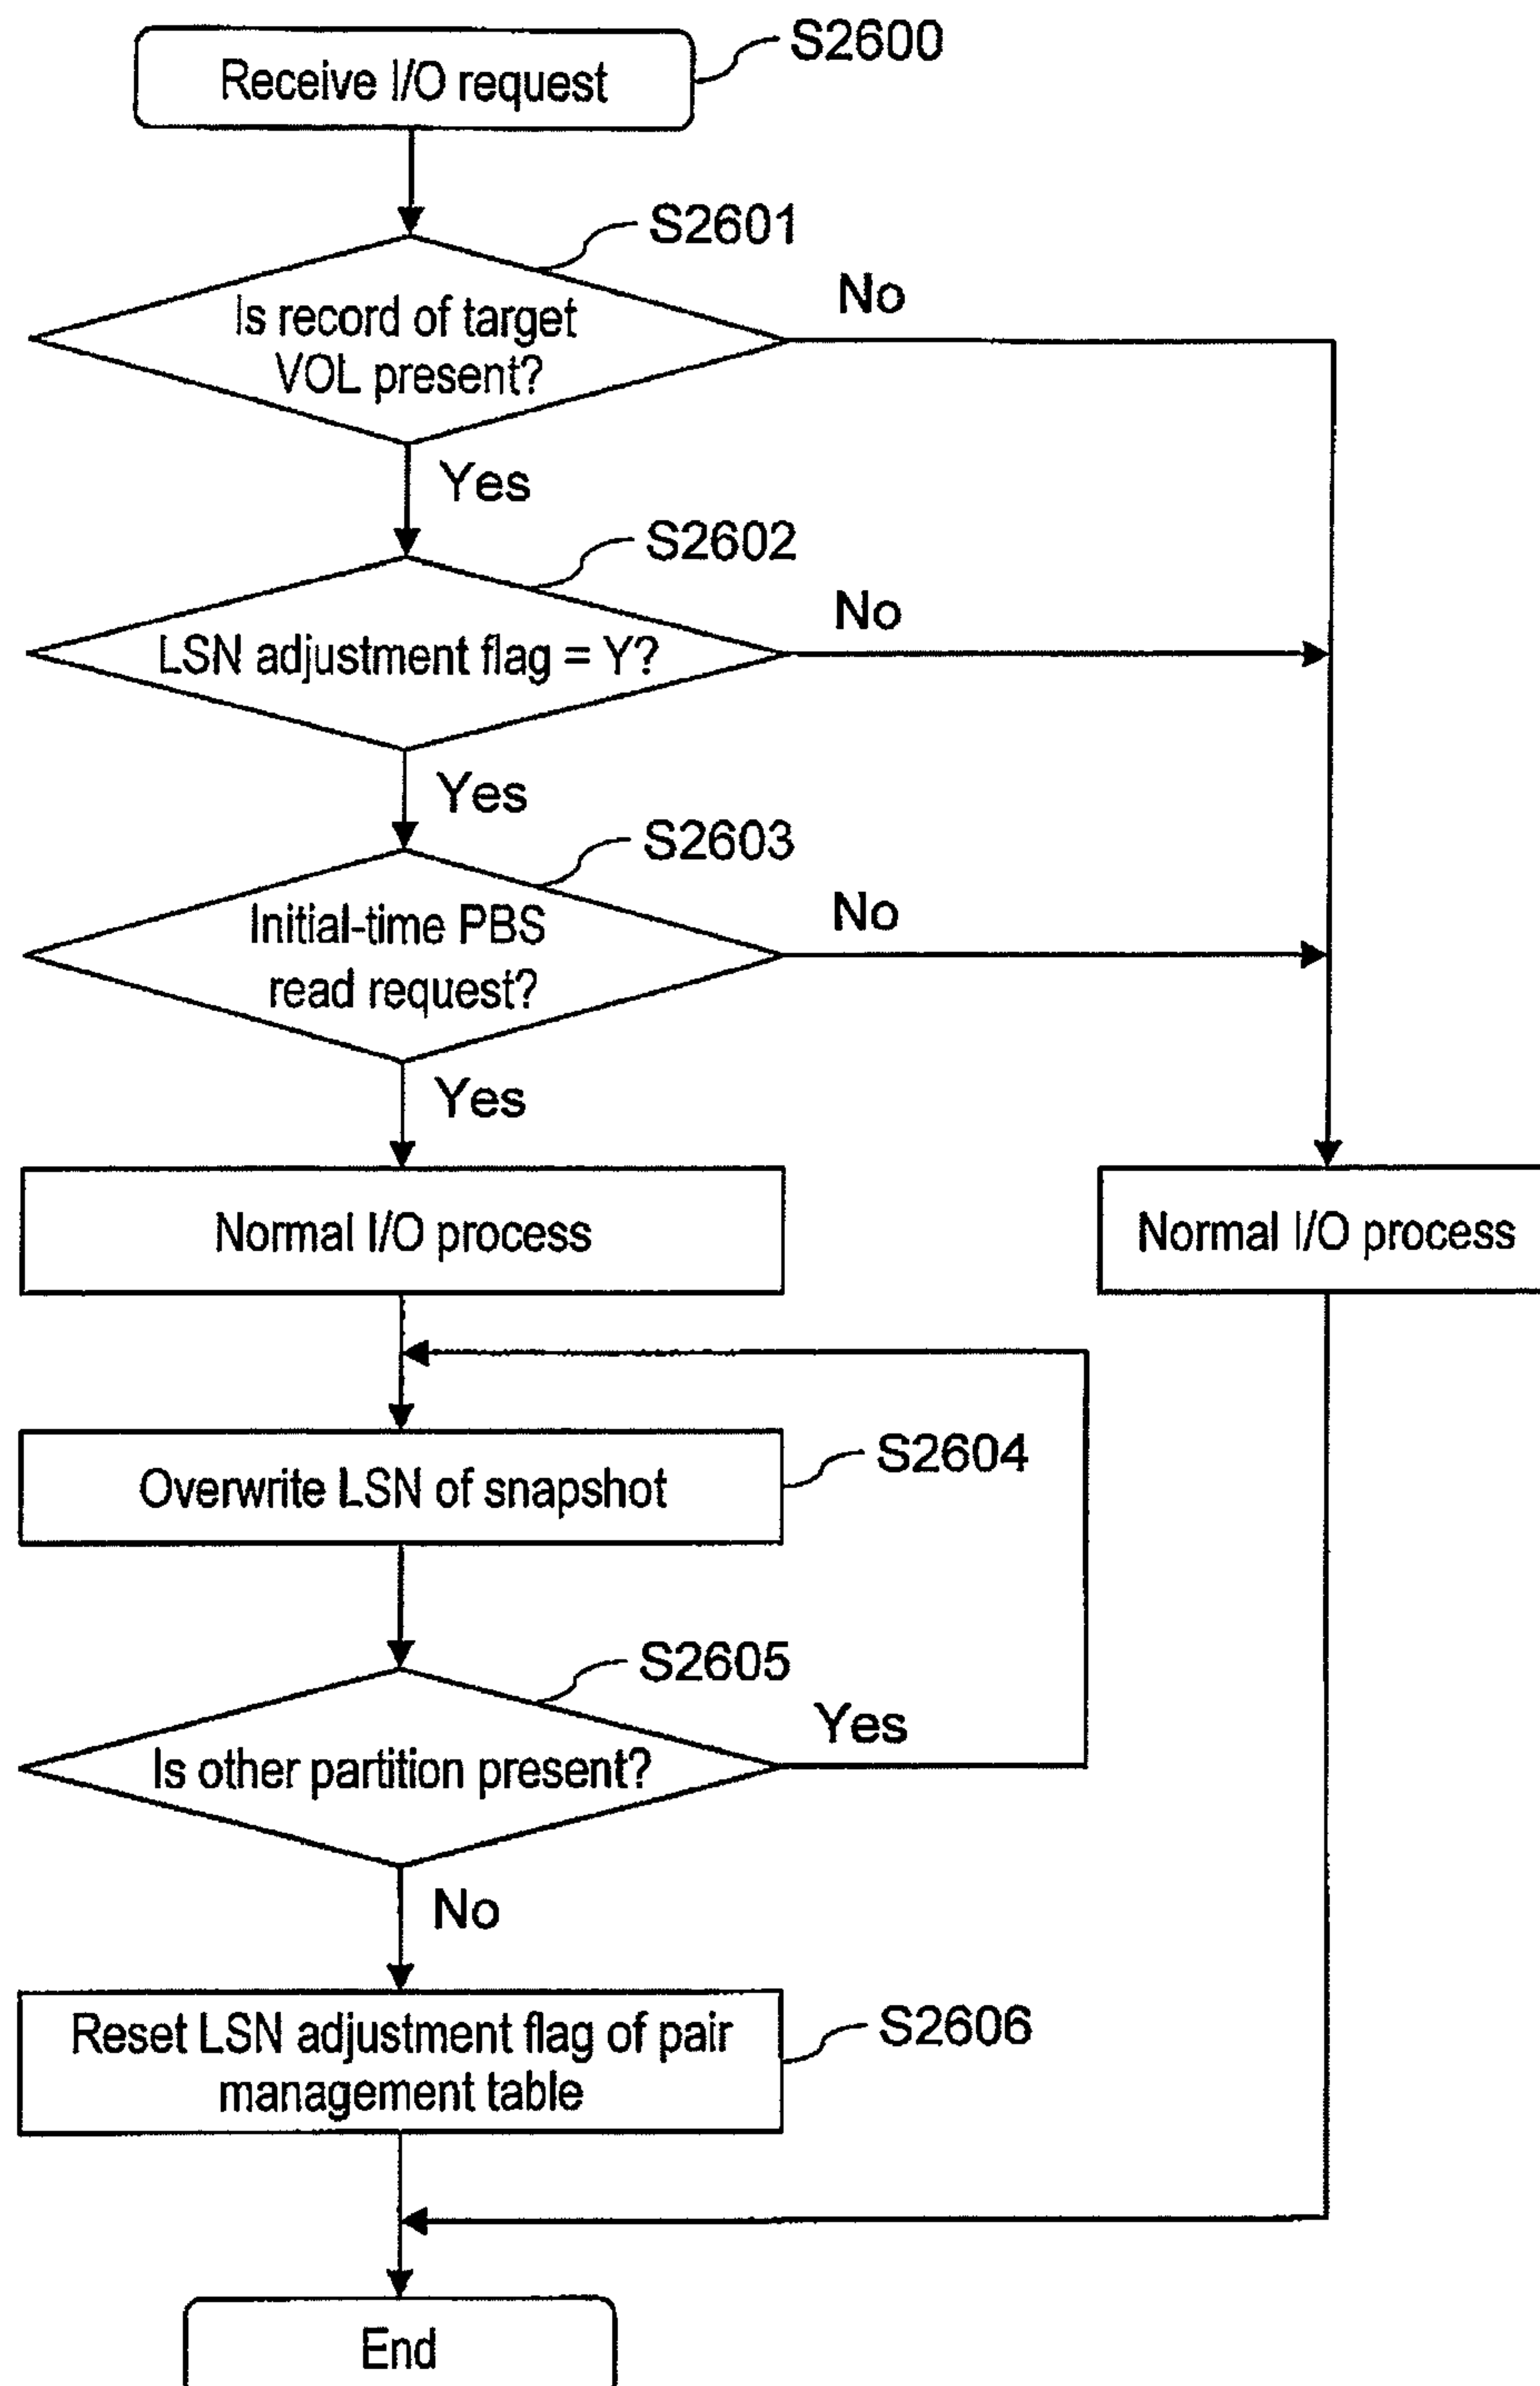 Receive I/O request
S2600
S2601
Is record of target
VOL present?
No
Yes
S2602
LSN adjustment flag = Y?
No
Yes
S2603
Initial-time PBS
read request?
No
Yes
Normal I/O process
Normal I/O process
Overwrite LSN of snapshot
S2604
S2605
Is other partition present?
Yes
No
Reset LSN adjustment flag of pair
management table
S2606
End